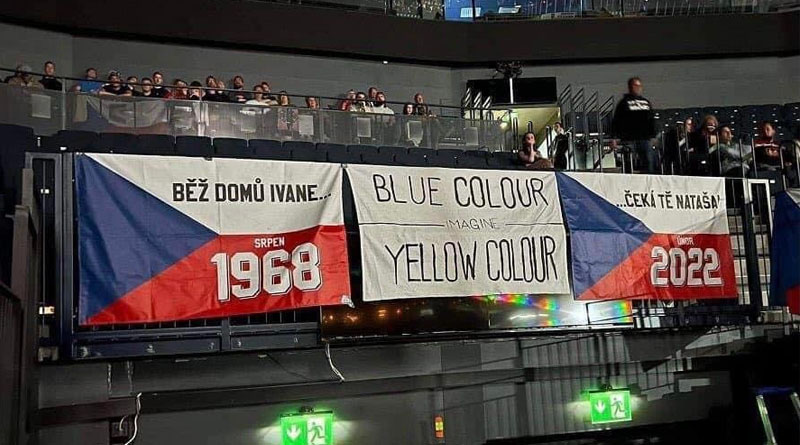 BĚŽ DOMŮ IVANE...
SRPEN
1968
BLUE COLOUR
IMAGINE
YELLOW COLOUR
...ČEKÁ TĚ NATAŠA!
ÚNOR
2022